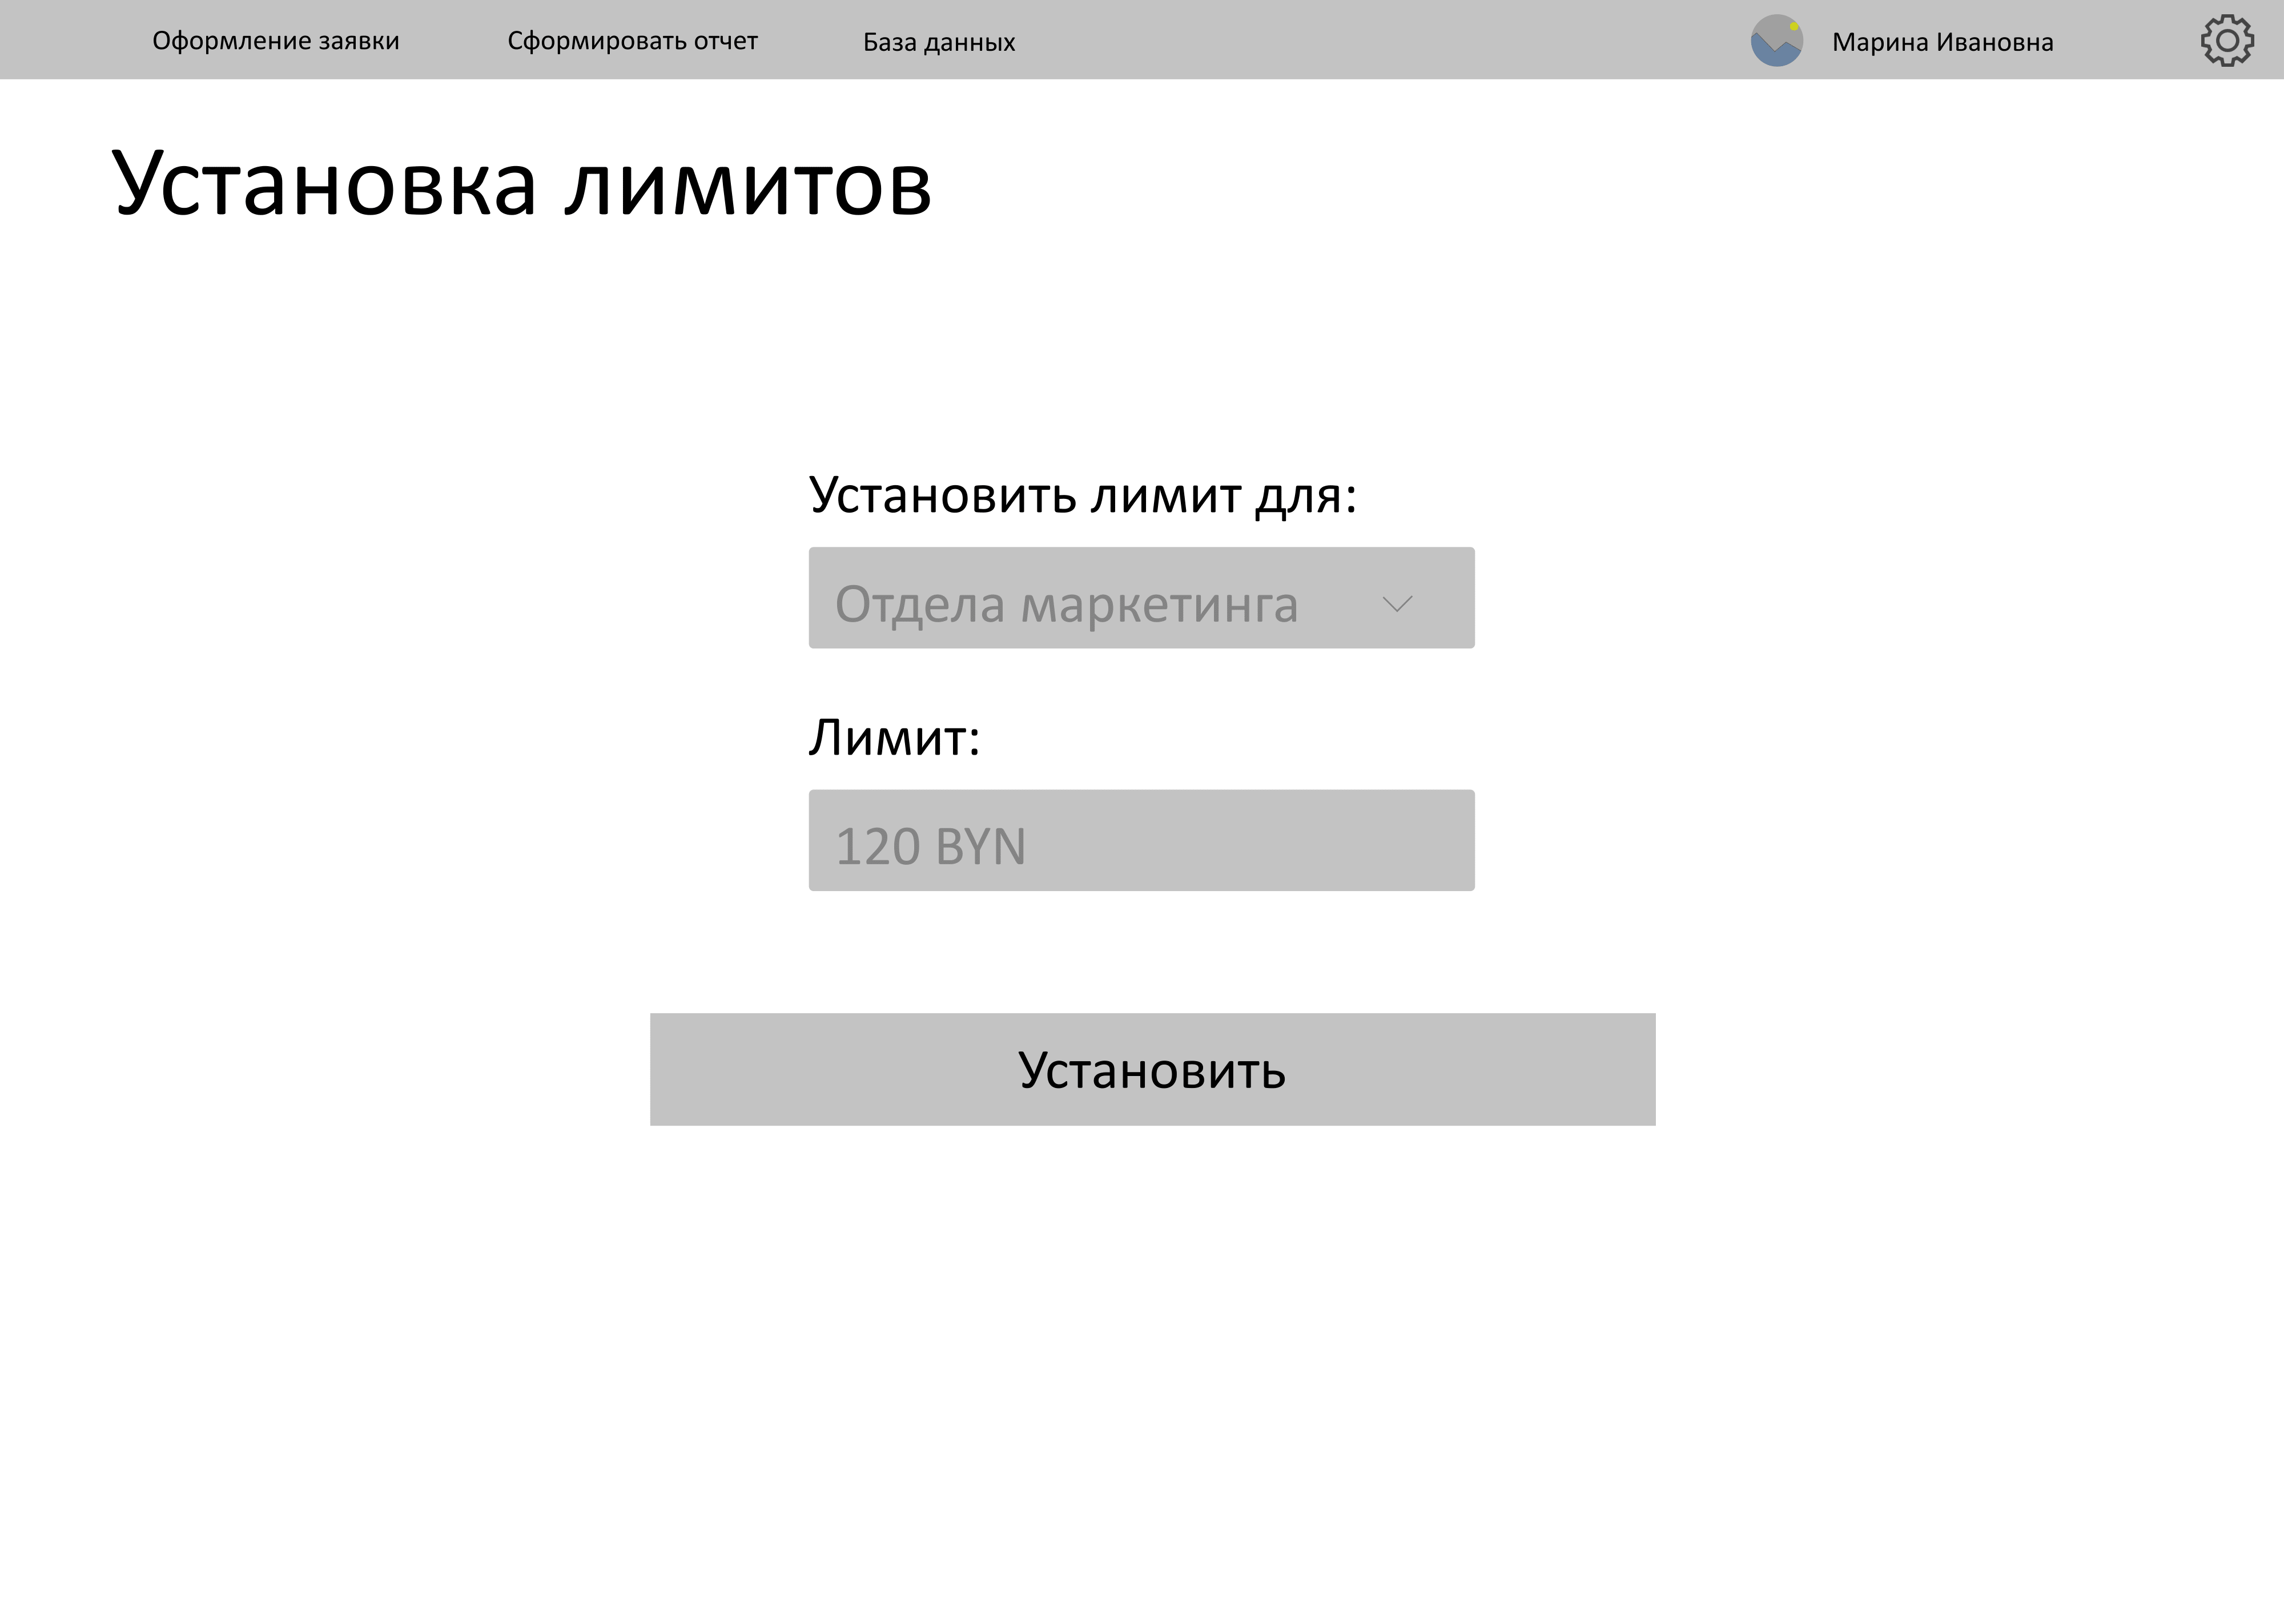 Оформление заявки
Сформировать отчет
База данных
Марина Ивановна
Установка лимитов
Установить лимит для:
Отдела маркетинга
Лимит:
120 BYN
Установить